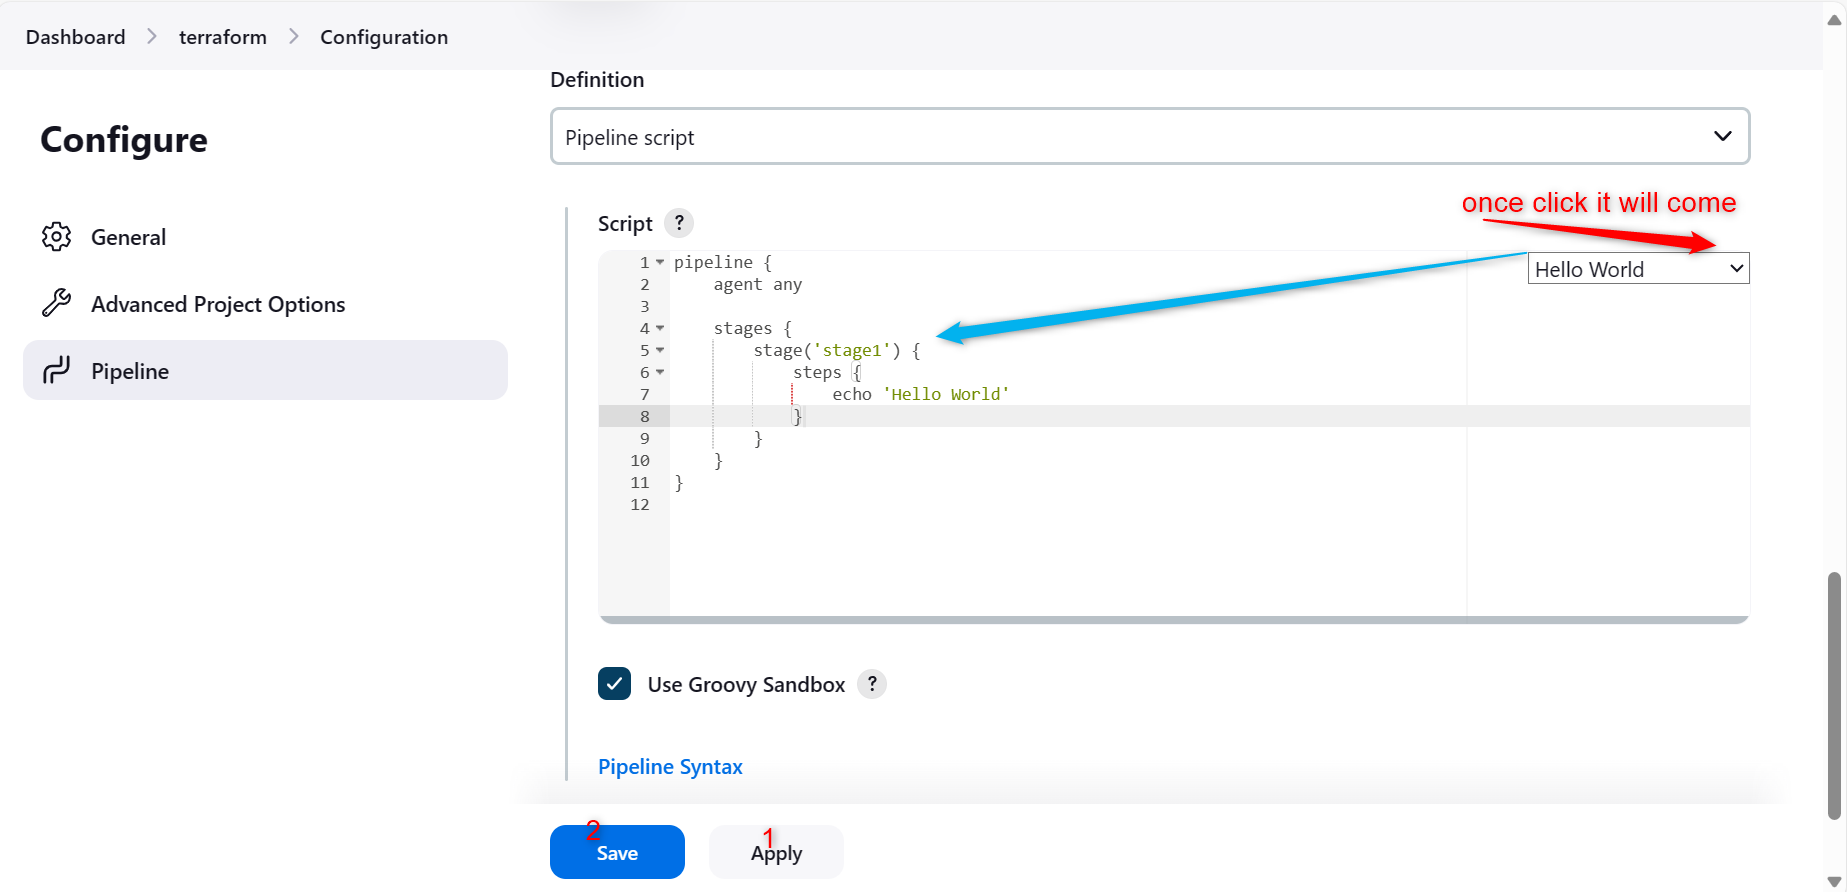 Dashboard > terraform > Configuration
Configure
General
Advanced Project Options
Pipeline
Definition
Pipeline script
once click it will come
Script ?
Hello World
1 pipeline {
2     agent any
3
4     stages {
5         stage('stage1') {
6             steps {
7                 echo 'Hello World'
8             }
9         }
10     }
11 }
12
Use Groovy Sandbox ?
Pipeline Syntax
2 1
Save Apply